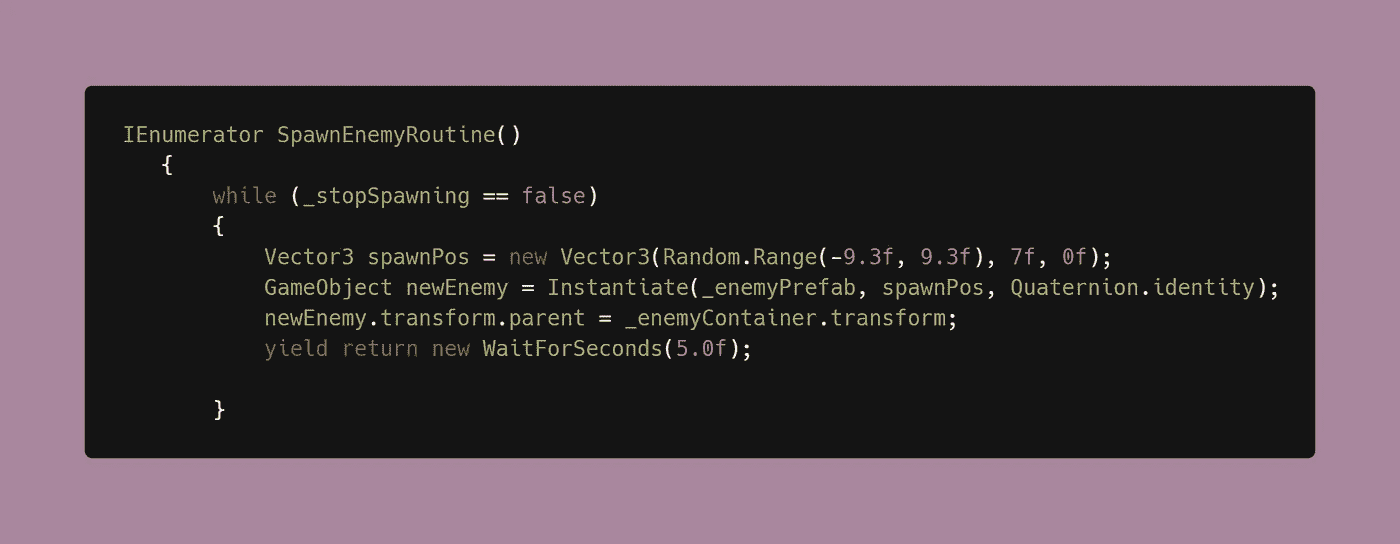 IEnumerator SpawnEnemyRoutine()
{
while (_stopSpawning == false)
{
Vector3 spawnPos = new Vector3(Random.Range(-9.3f, 9.3f), 7f, 0f);
GameObject newEnemy = Instantiate(_enemyPrefab, spawnPos, Quaternion.identity);
newEnemy.transform.parent = _enemyContainer.transform;
yield return new WaitForSeconds(5.0f);
}